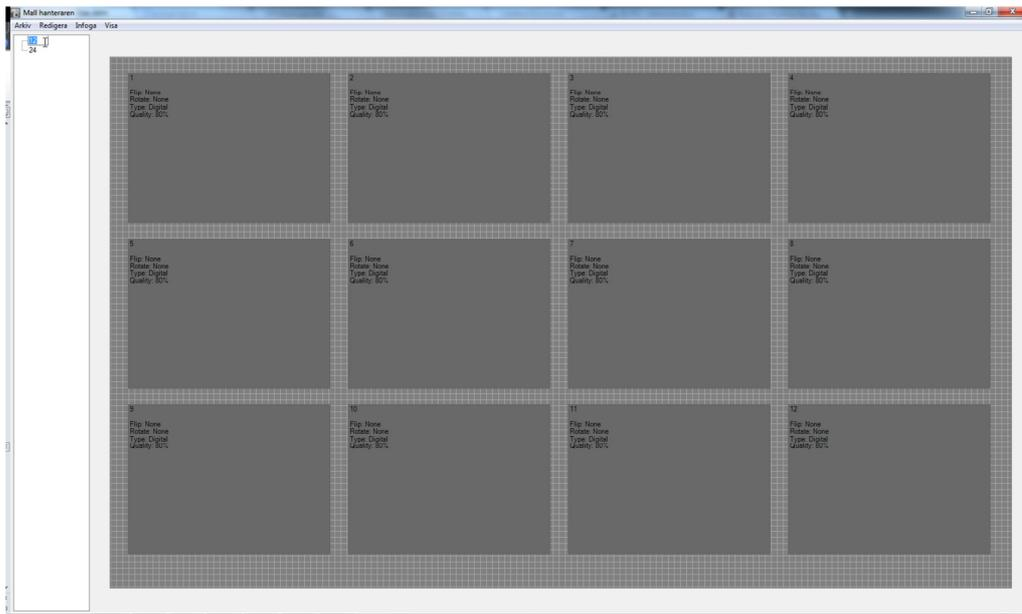 Mall hanteraren
Arkiv Redigera Infoga Visa
12
24
1
Flip: None
Rotate: None
Type: Digital
Quality: 80%
2
Flip: None
Rotate: None
Type: Digital
Quality: 80%
3
Flip: None
Rotate: None
Type: Digital
Quality: 80%
4
Flip: None
Rotate: None
Type: Digital
Quality: 80%
5
Flip: None
Rotate: None
Type: Digital
Quality: 80%
6
Flip: None
Rotate: None
Type: Digital
Quality: 80%
7
Flip: None
Rotate: None
Type: Digital
Quality: 80%
8
Flip: None
Rotate: None
Type: Digital
Quality: 80%
9
Flip: None
Rotate: None
Type: Digital
Quality: 80%
10
Flip: None
Rotate: None
Type: Digital
Quality: 80%
11
Flip: None
Rotate: None
Type: Digital
Quality: 80%
12
Flip: None
Rotate: None
Type: Digital
Quality: 80%